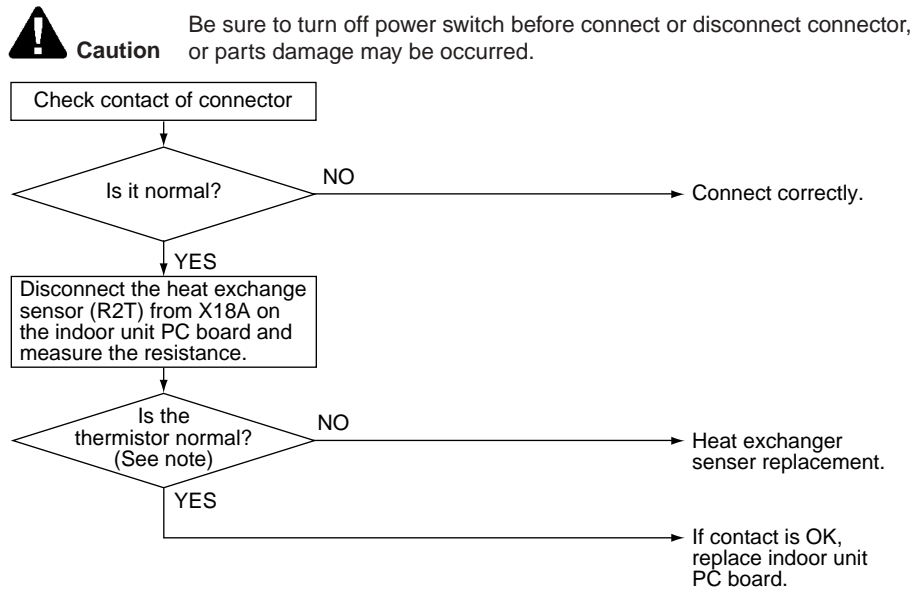 Be sure to turn off power switch before connect or disconnect connector,
Caution or parts damage may be occurred.
Check contact of connector
Is it normal?
NO
Connect correctly.
YES
Disconnect the heat exchange
sensor (R2T) from X18A on
the indoor unit PC board and
measure the resistance.
Is the
thermistor normal?
(See note)
NO
Heat exchanger
senser replacement.
YES
If contact is OK,
replace indoor unit
PC board.